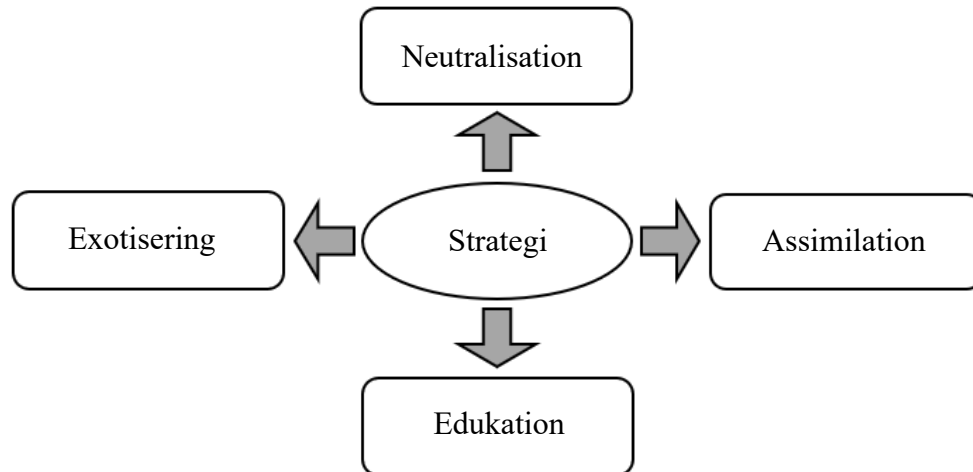 Neutralisation
Exotisering
Strategi
Assimilation
Edukation